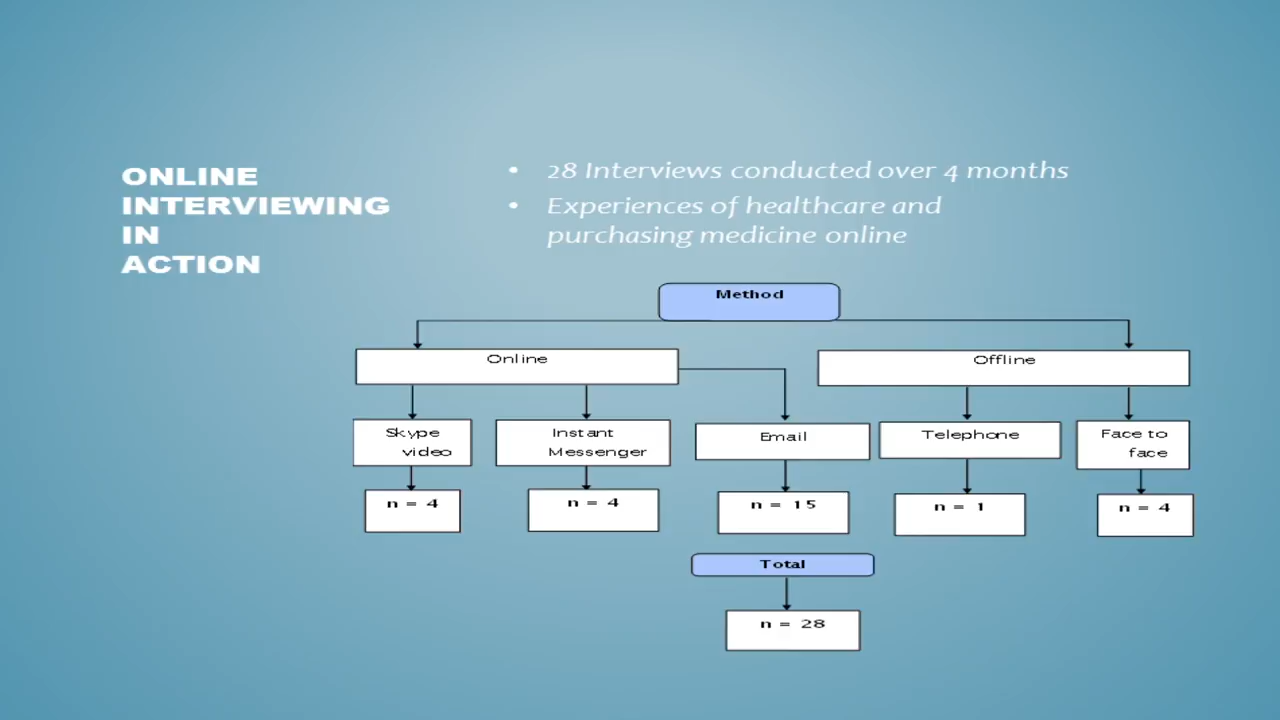 ONLINE
INTERVIEWING
IN
ACTION
• 28 Interviews conducted over 4 months
• Experiences of healthcare and
purchasing medicine online
Method
Online
Offline
Skype
video
Instant
Messenger
Email
Telephone
Face to
face
n = 4
n = 4
n = 15
n = 1
n = 4
Total
n = 28